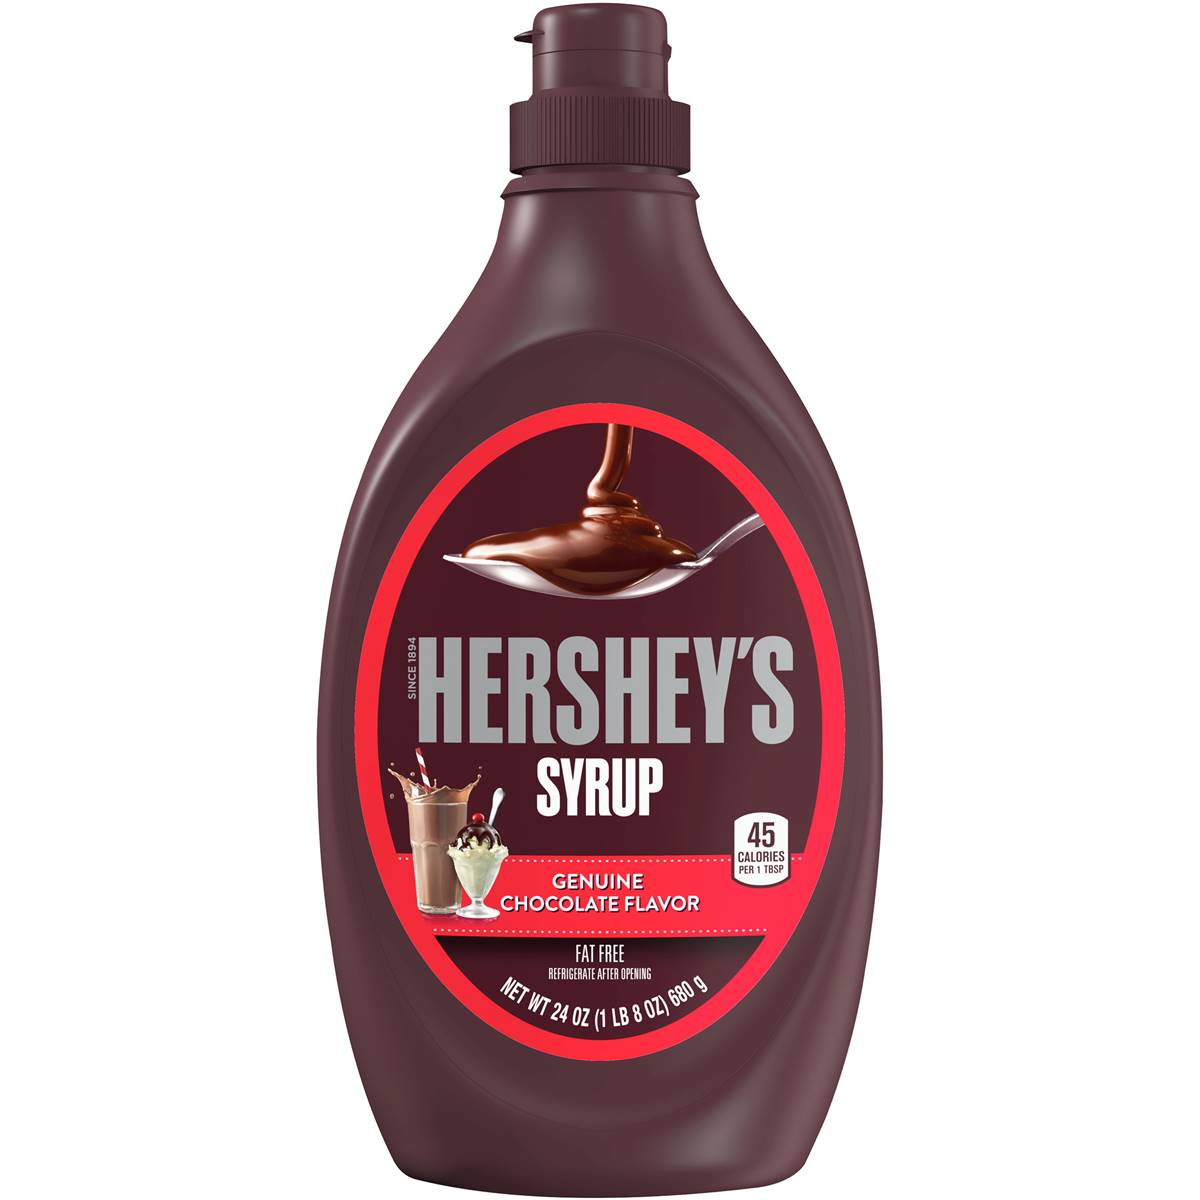 SINCE 1894
HERSHEY'S
SYRUP
45
CALORIES
PER 1 TBSP
GENUINE
CHOCOLATE FLAVOR
FAT FREE
REFRIGERATE AFTER OPENING
NET WT 24 OZ (1 LB 8 OZ) 680 g